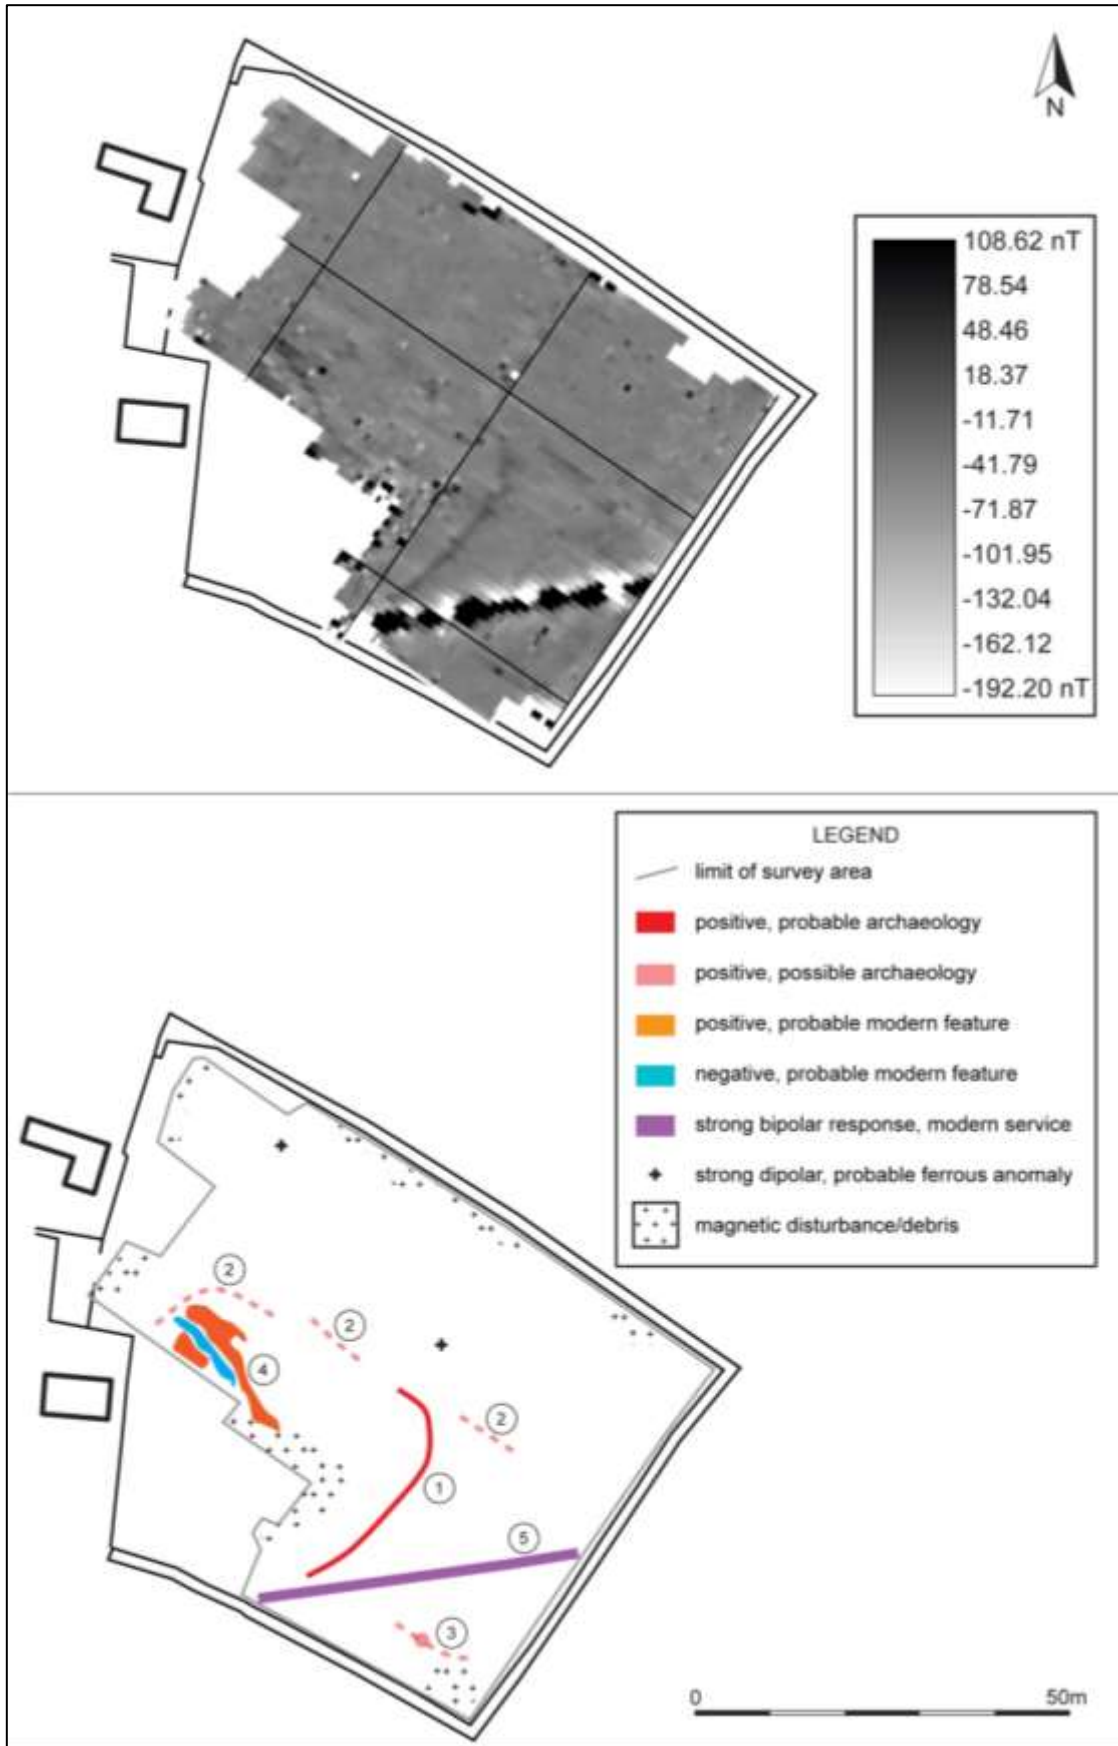 N
108.62 nT
78.54
48.46
18.37
-11.71
-41.79
-71.87
-101.95
-132.04
-162.12
-192.20 nT
LEGEND
limit of survey area
positive, probable archaeology
positive, possible archaeology
positive, probable modern feature
negative, probable modern feature
strong bipolar response, modern service
strong dipolar, probable ferrous anomaly
magnetic disturbance/debris
2
2
4
2
1
5
3
0 50m